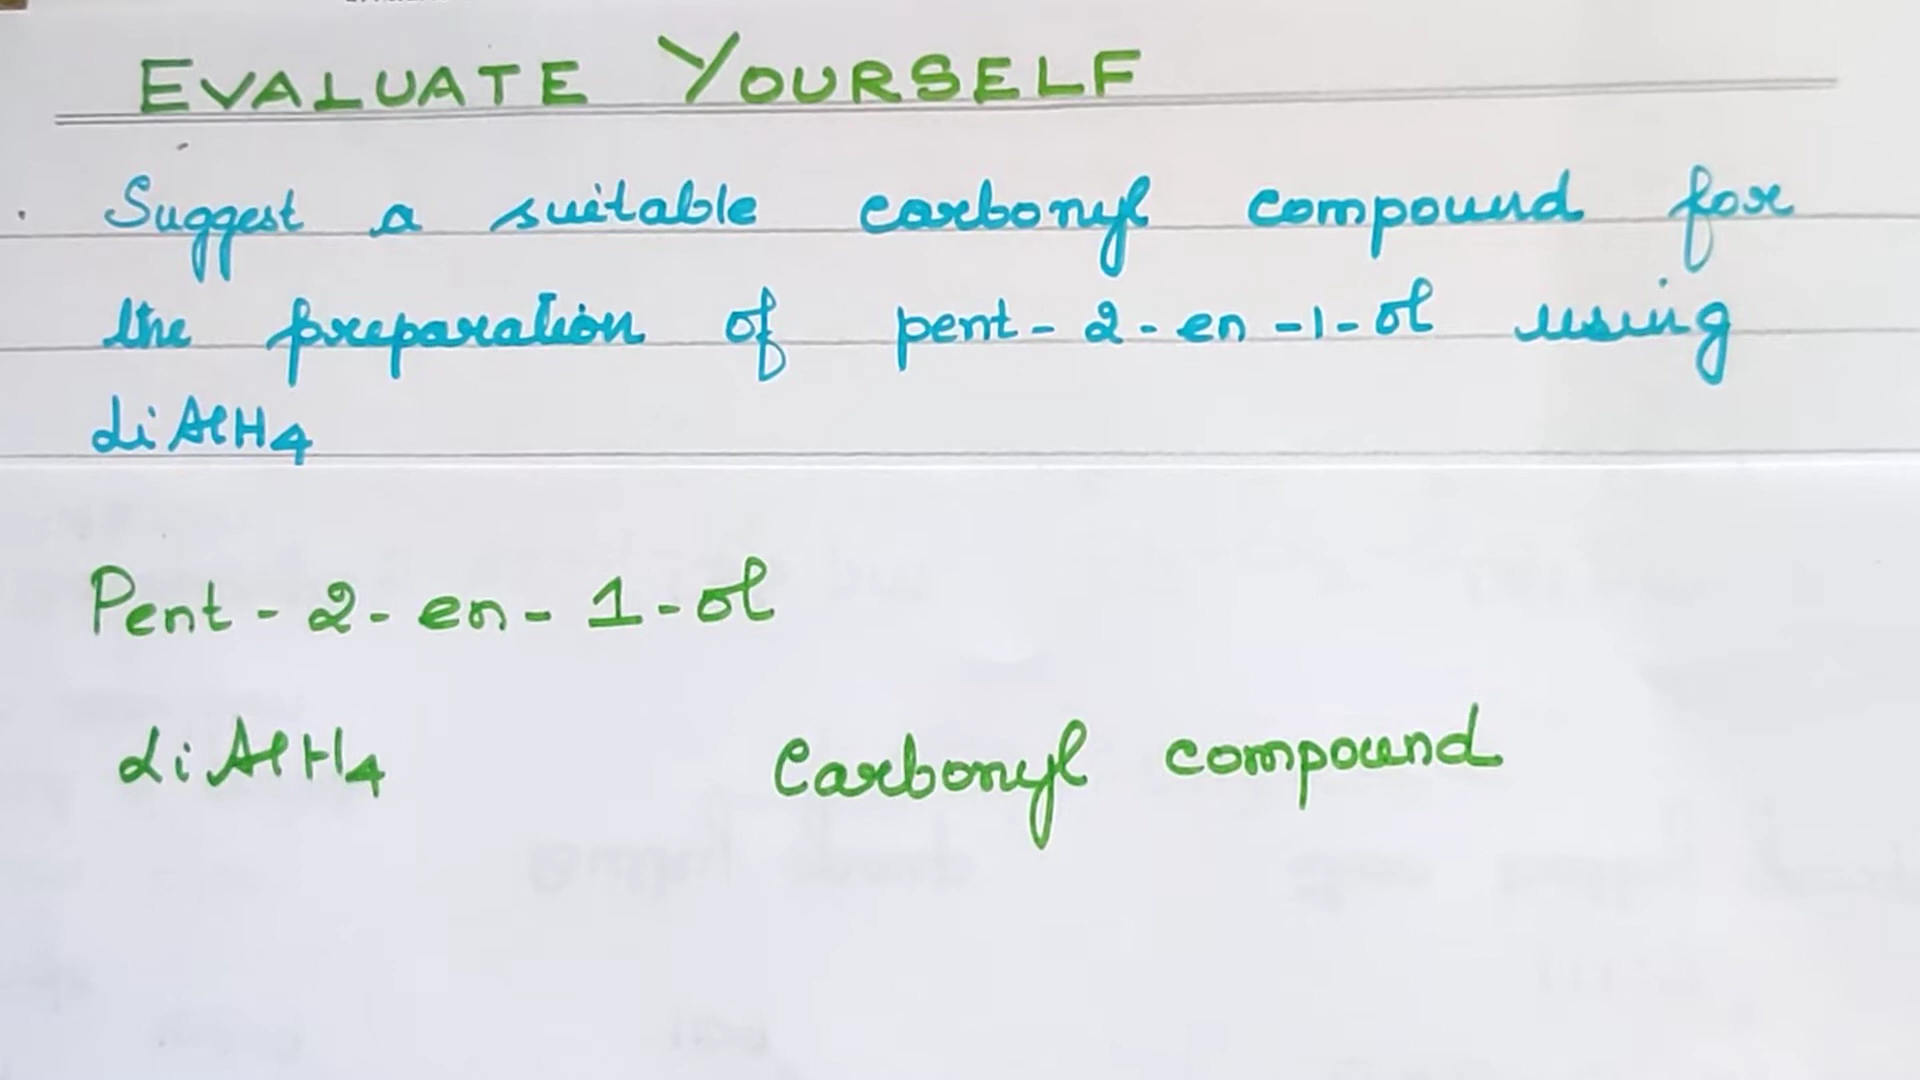 EVALUATE YOURSELF
Suggest a suitable carbonyl compound for
the preparation of pent-2-en-1-ol using
LiAlH4
Pent-2-en-1-ol
LiAlH4 Carbonyl compound